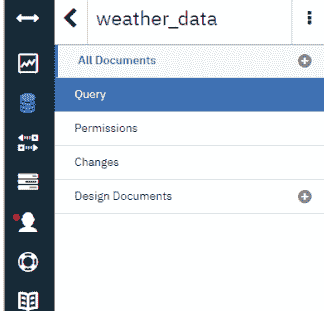 weather_data
All Documents
Query
Permissions
Changes
Design Documents